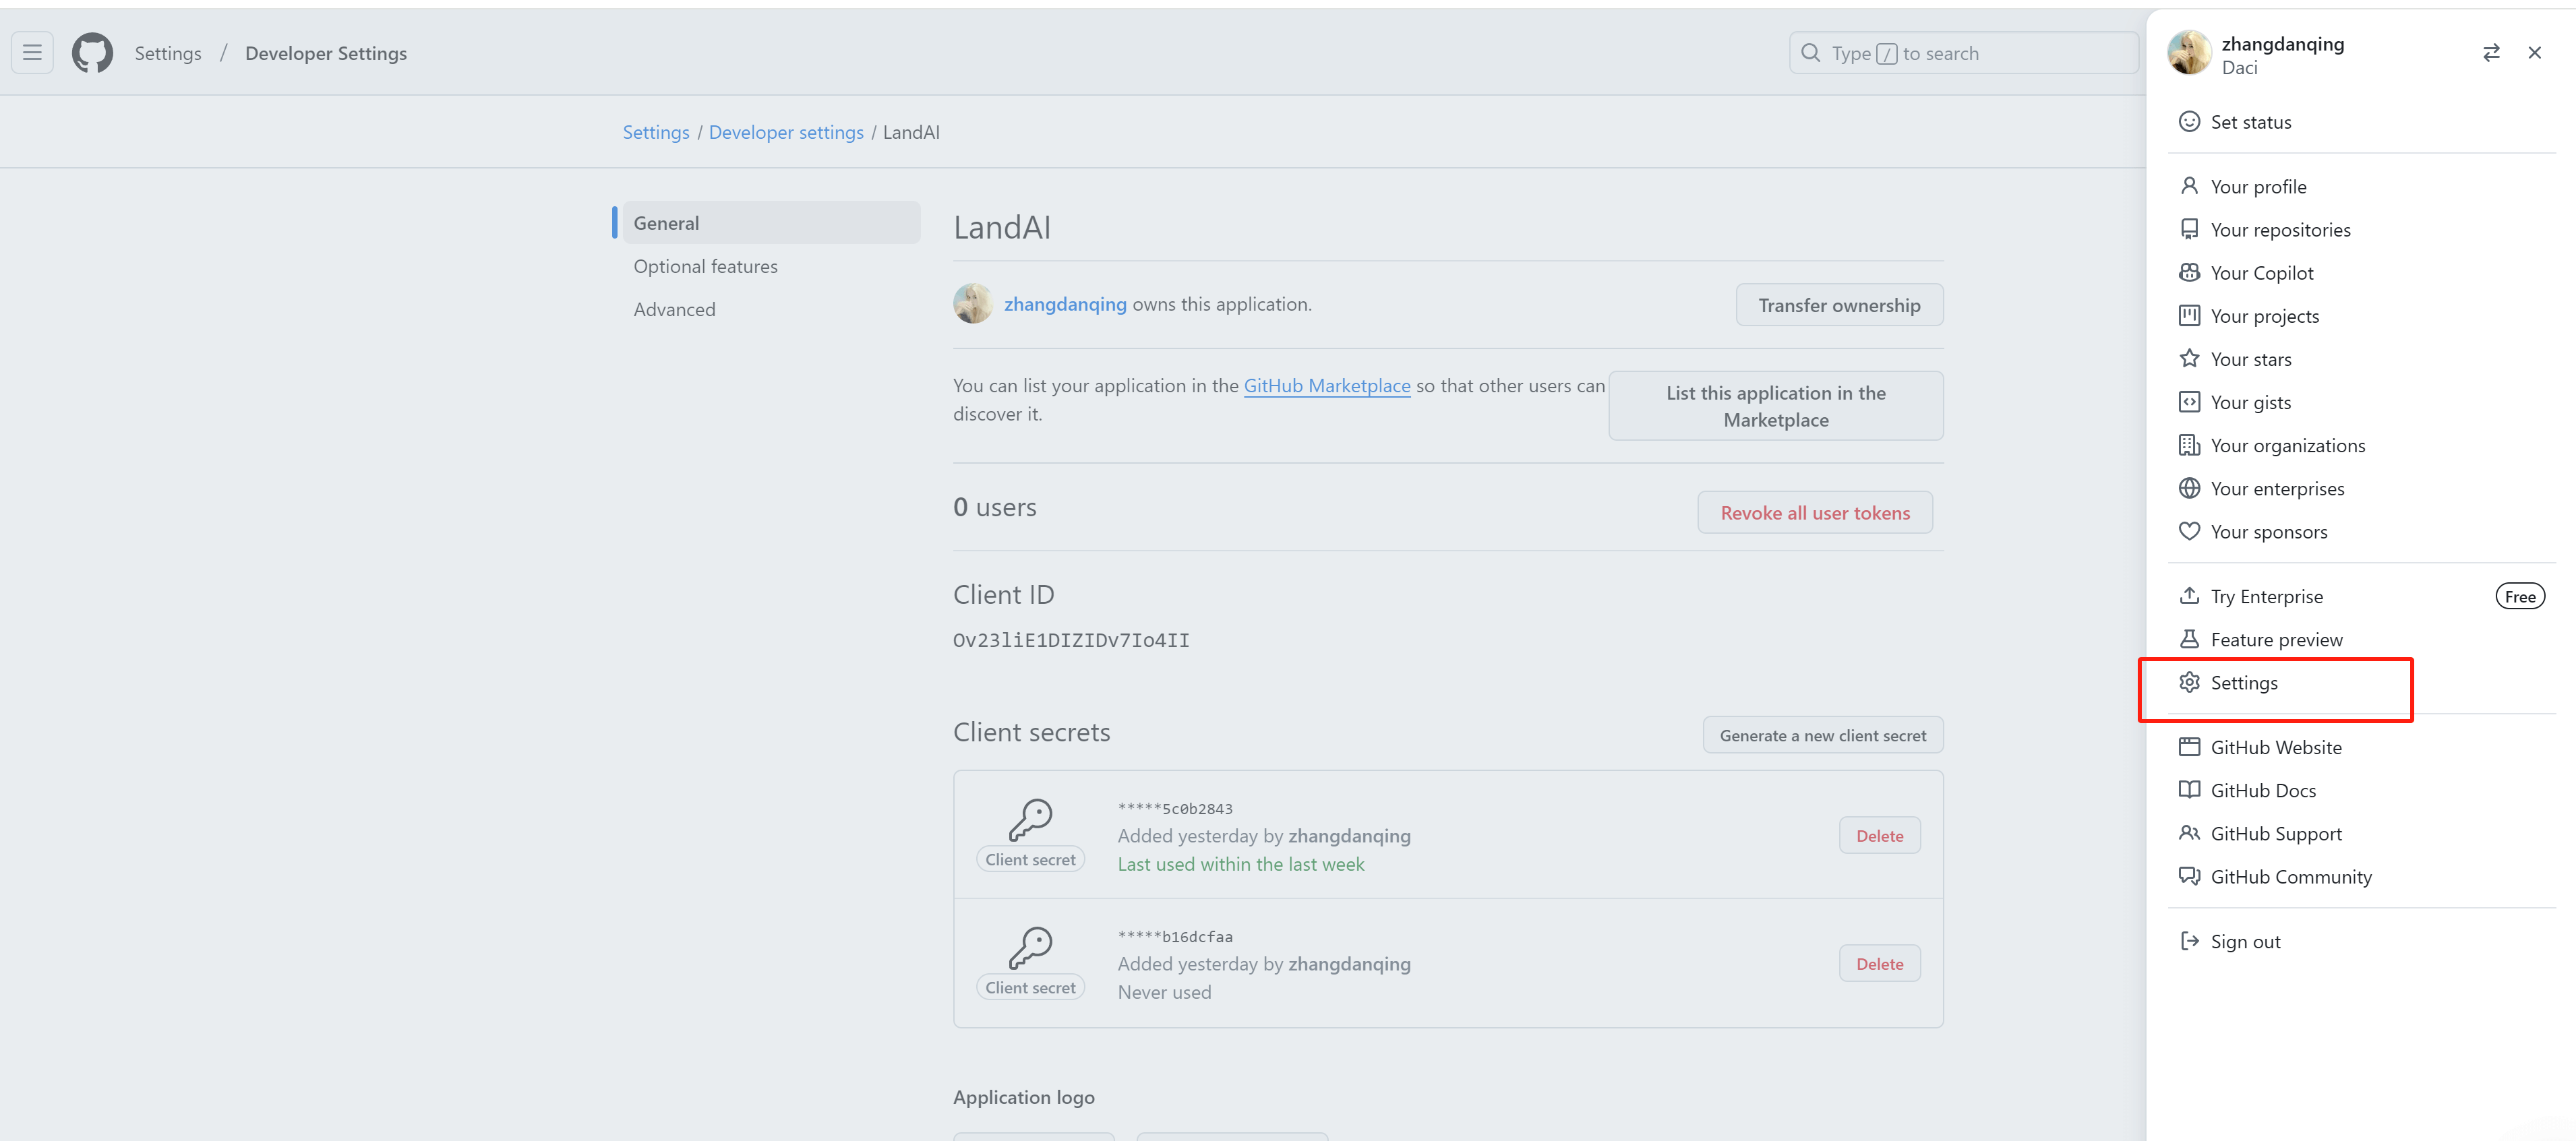 Settings / Developer Settings
Type / to search
Settings / Developer settings / LandAI
General
Optional features
Advanced
LandAI
zhangdanqing owns this application.
Transfer ownership
You can list your application in the GitHub Marketplace so that other users can
discover it.
List this application in the
Marketplace
0 users
Revoke all user tokens
Client ID
Ov23liE1DIZIDv7Io4II
Client secrets
Generate a new client secret
*****5c0b2843
Added yesterday by zhangdanqing
Last used within the last week
Client secret
Delete
*****b16dcfaa
Added yesterday by zhangdanqing
Never used
Client secret
Delete
Application logo
zhangdanqing
Daci
Set status
Your profile
Your repositories
Your Copilot
Your projects
Your stars
Your gists
Your organizations
Your enterprises
Your sponsors
Try Enterprise
Free
Feature preview
Settings
GitHub Website
GitHub Docs
GitHub Support
GitHub Community
Sign out